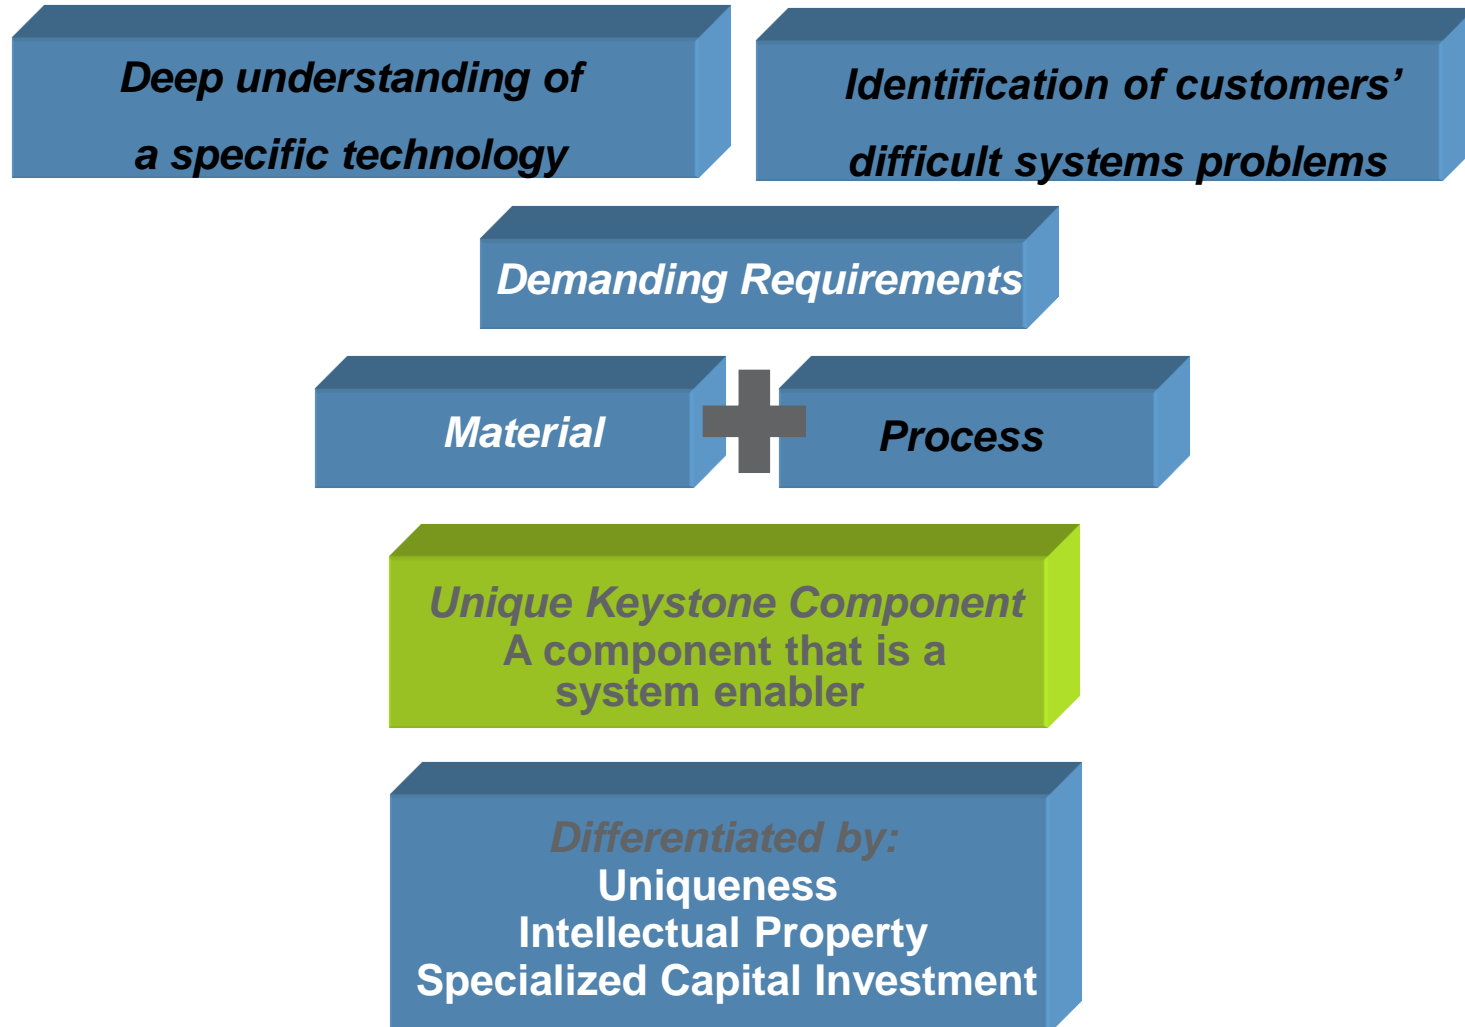 Deep understanding of
a specific technology
Identification of customers’
difficult systems problems
Demanding Requirements
Material
Process
Unique Keystone Component
A component that is a
system enabler
Differentiated by:
Uniqueness
Intellectual Property
Specialized Capital Investment